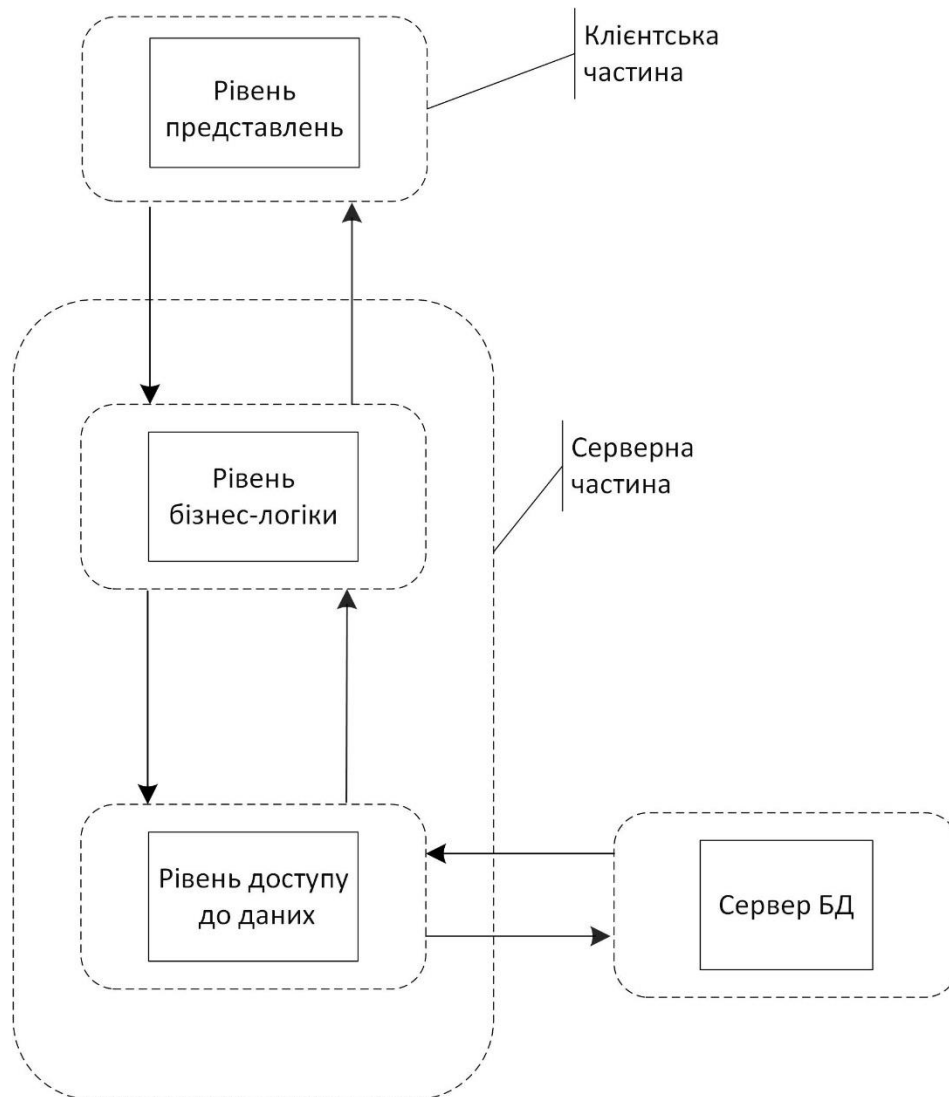 Клієнтська
частина
Рівень
представлень
Рівень
бізнес-логіки
Серверна
частина
Рівень доступу
до даних
Сервер БД